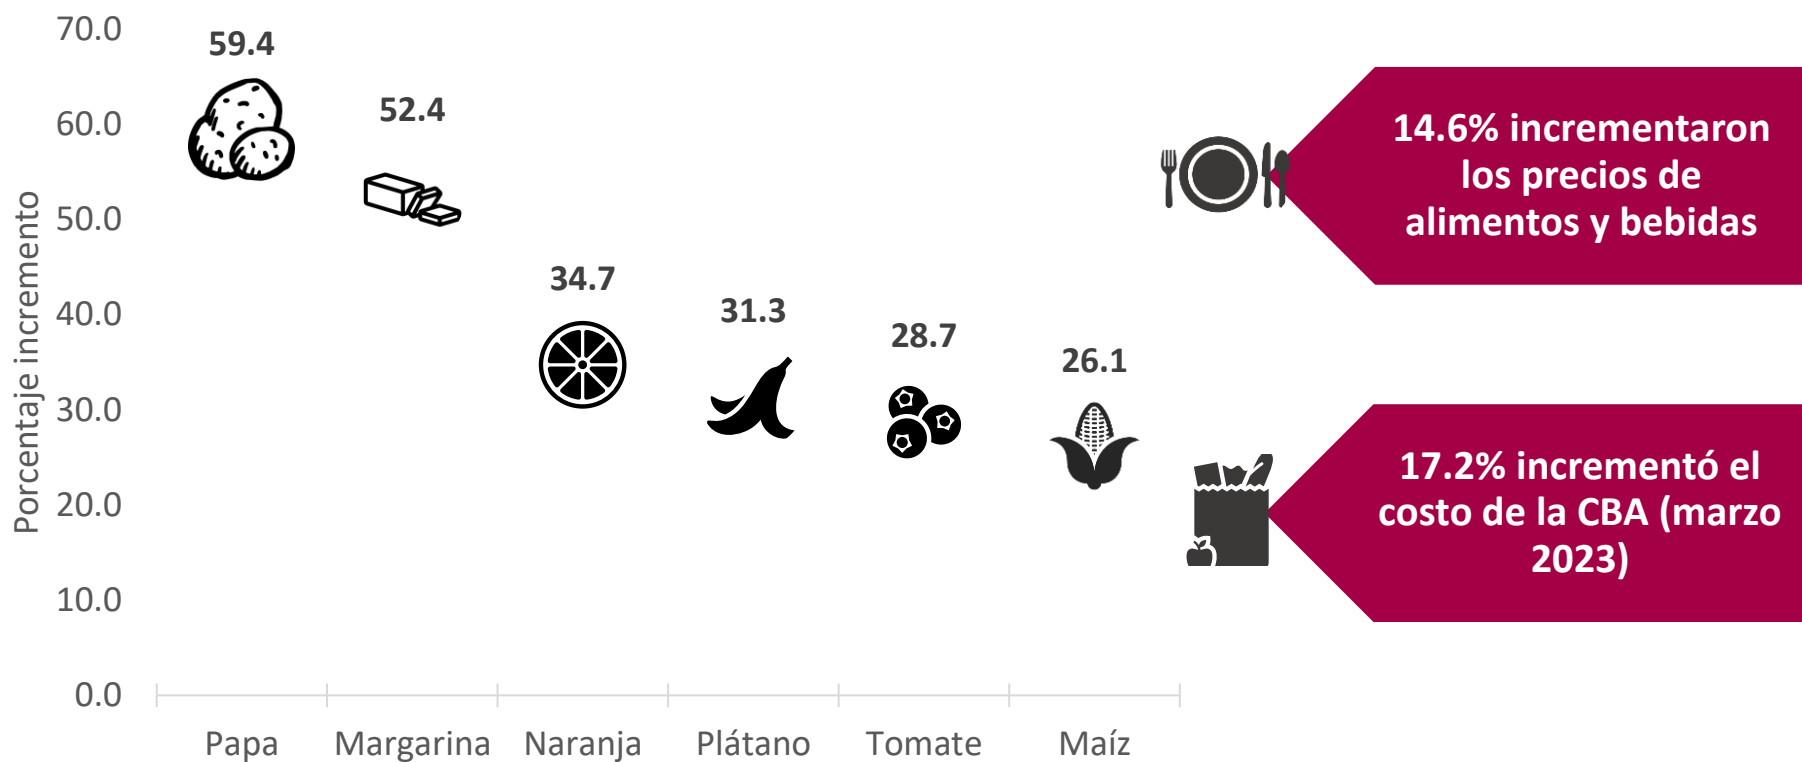 Porcentaje incremento
70.0
60.0
50.0
40.0
30.0
20.0
10.0
0.0
59.4
52.4
34.7
31.3
28.7
26.1
Papa
Margarina
Naranja
Plátano
Tomate
Maíz
14.6% incrementaron
los precios de
alimentos y bebidas
17.2% incrementó el
costo de la CBA (marzo
2023)